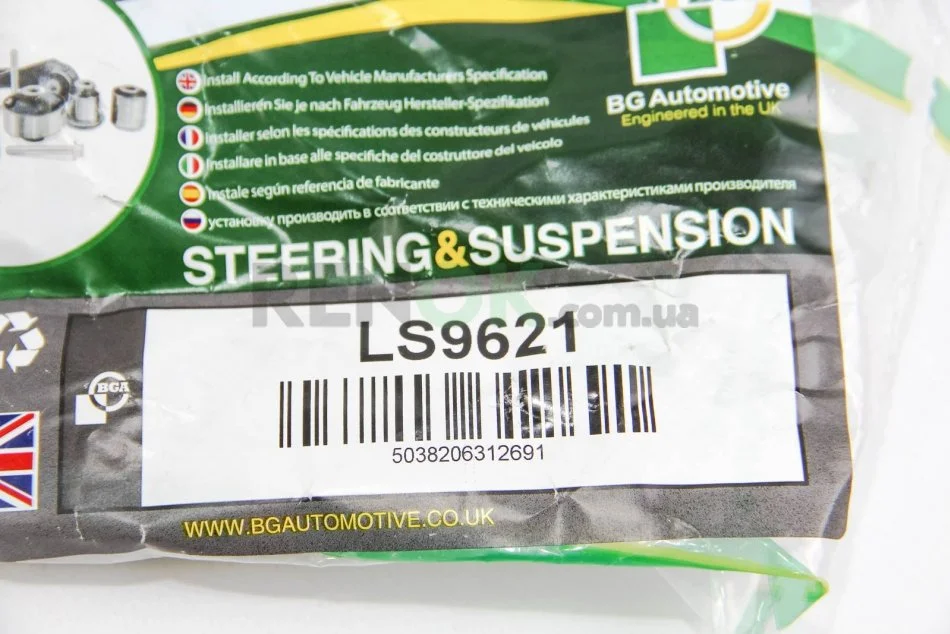 Install According To Vehicle Manufacturers Specification
Installieren Sie je nach Fahrzeug Hersteller-Spezifikation
Installer selon les spécifications des constructeurs de véhicules
Installare in base alle specifiche del costruttore del veicolo
Instale según referencia de fabricante
установку производить в соответствии с техническими характеристиками производителя
BG Automotive
Engineered in the UK
STEERING&SUSPENSION
RENOK.com.ua
LS9621
BGA
5038206312691
WWW.BGAUTOMOTIVE.CO.UK